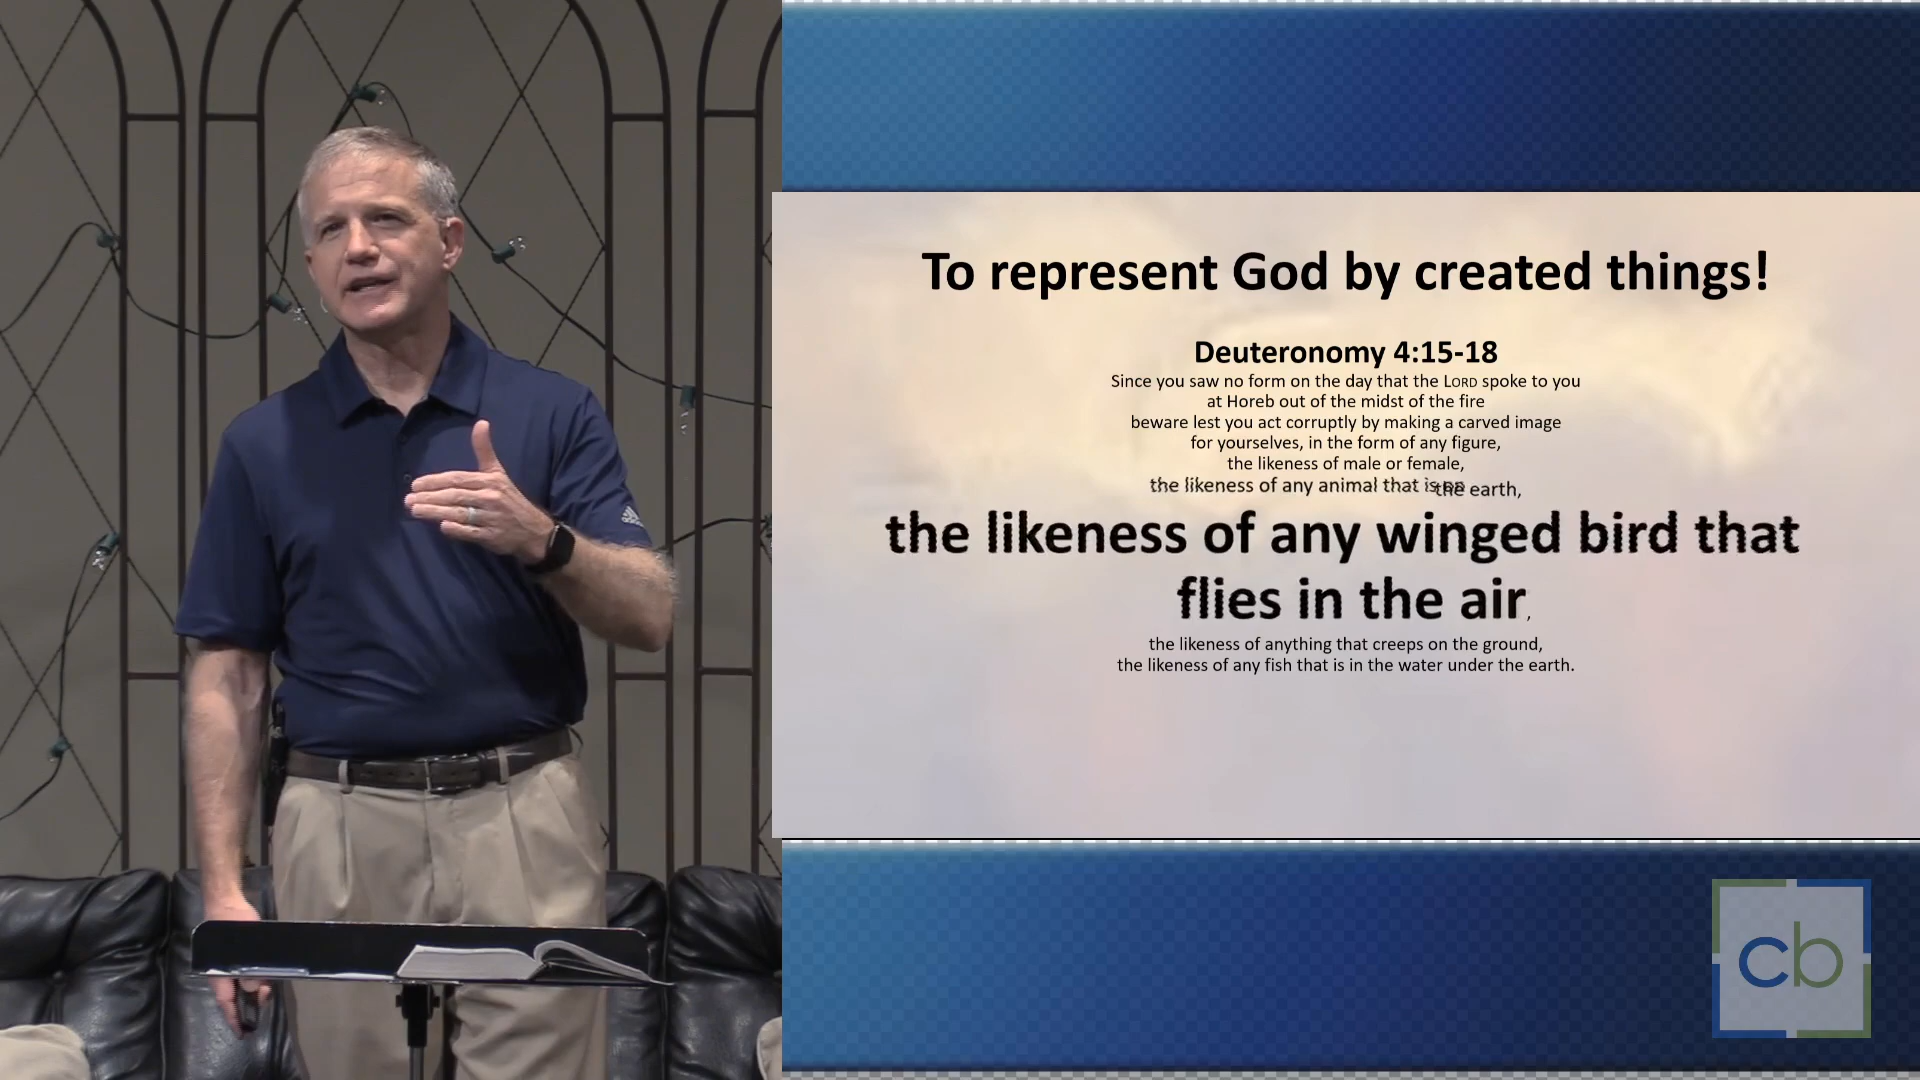 To represent God by created things!
Deuteronomy 4:15-18
Since you saw no form on the day that the LORD spoke to you
at Horeb out of the midst of the fire
beware lest you act corruptly by making a carved image
for yourselves, in the form of any figure,
the likeness of male or female,
the likeness of any animal that is on the earth,
the likeness of any winged bird that
flies in the air,
the likeness of anything that creeps on the ground,
the likeness of any fish that is in the water under the earth.
cb